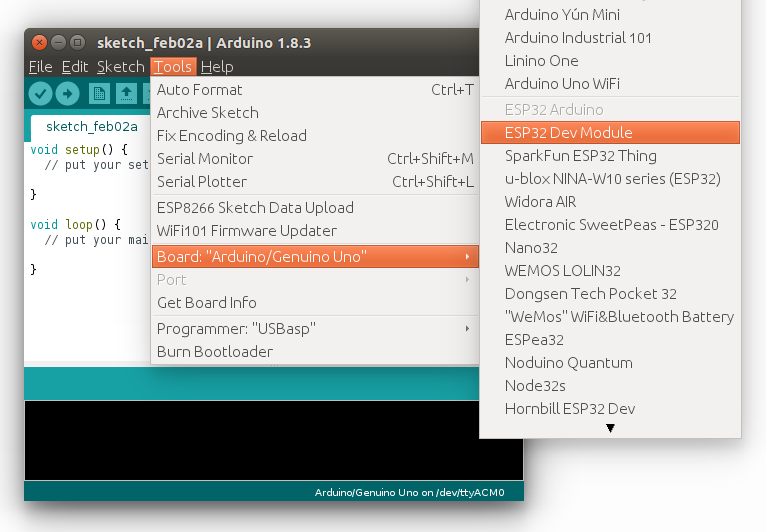 sketch_feb02a | Arduino 1.8.3
File Edit Sketch Tools Help
sketch_feb02a
void setup() {
// put your set
}
void loop() {
// put your mai
}
Auto Format Ctrl+T
Archive Sketch
Fix Encoding & Reload
Serial Monitor Ctrl+Shift+M
Serial Plotter Ctrl+Shift+L
ESP8266 Sketch Data Upload
WiFi101 Firmware Updater
Board: "Arduino/Genuino Uno"
Port
Get Board Info
Programmer: "USBasp"
Burn Bootloader
Arduino Yún Mini
Arduino Industrial 101
Linino One
Arduino Uno WiFi
ESP32 Arduino
ESP32 Dev Module
SparkFun ESP32 Thing
u-blox NINA-W10 series (ESP32)
Widora AIR
Electronic SweetPeas - ESP320
Nano32
WEMOS LOLIN32
Dongsen Tech Pocket 32
"WeMos" WiFi&Bluetooth Battery
ESPea32
Noduino Quantum
Node32s
Hornbill ESP32 Dev
Arduino/Genuino Uno on /dev/ttyACM0